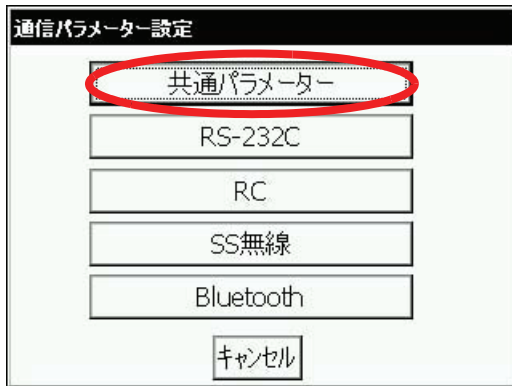 通信パラメーター設定
共通パラメーター
RS-232C
RC
SS無線
Bluetooth
キャンセル